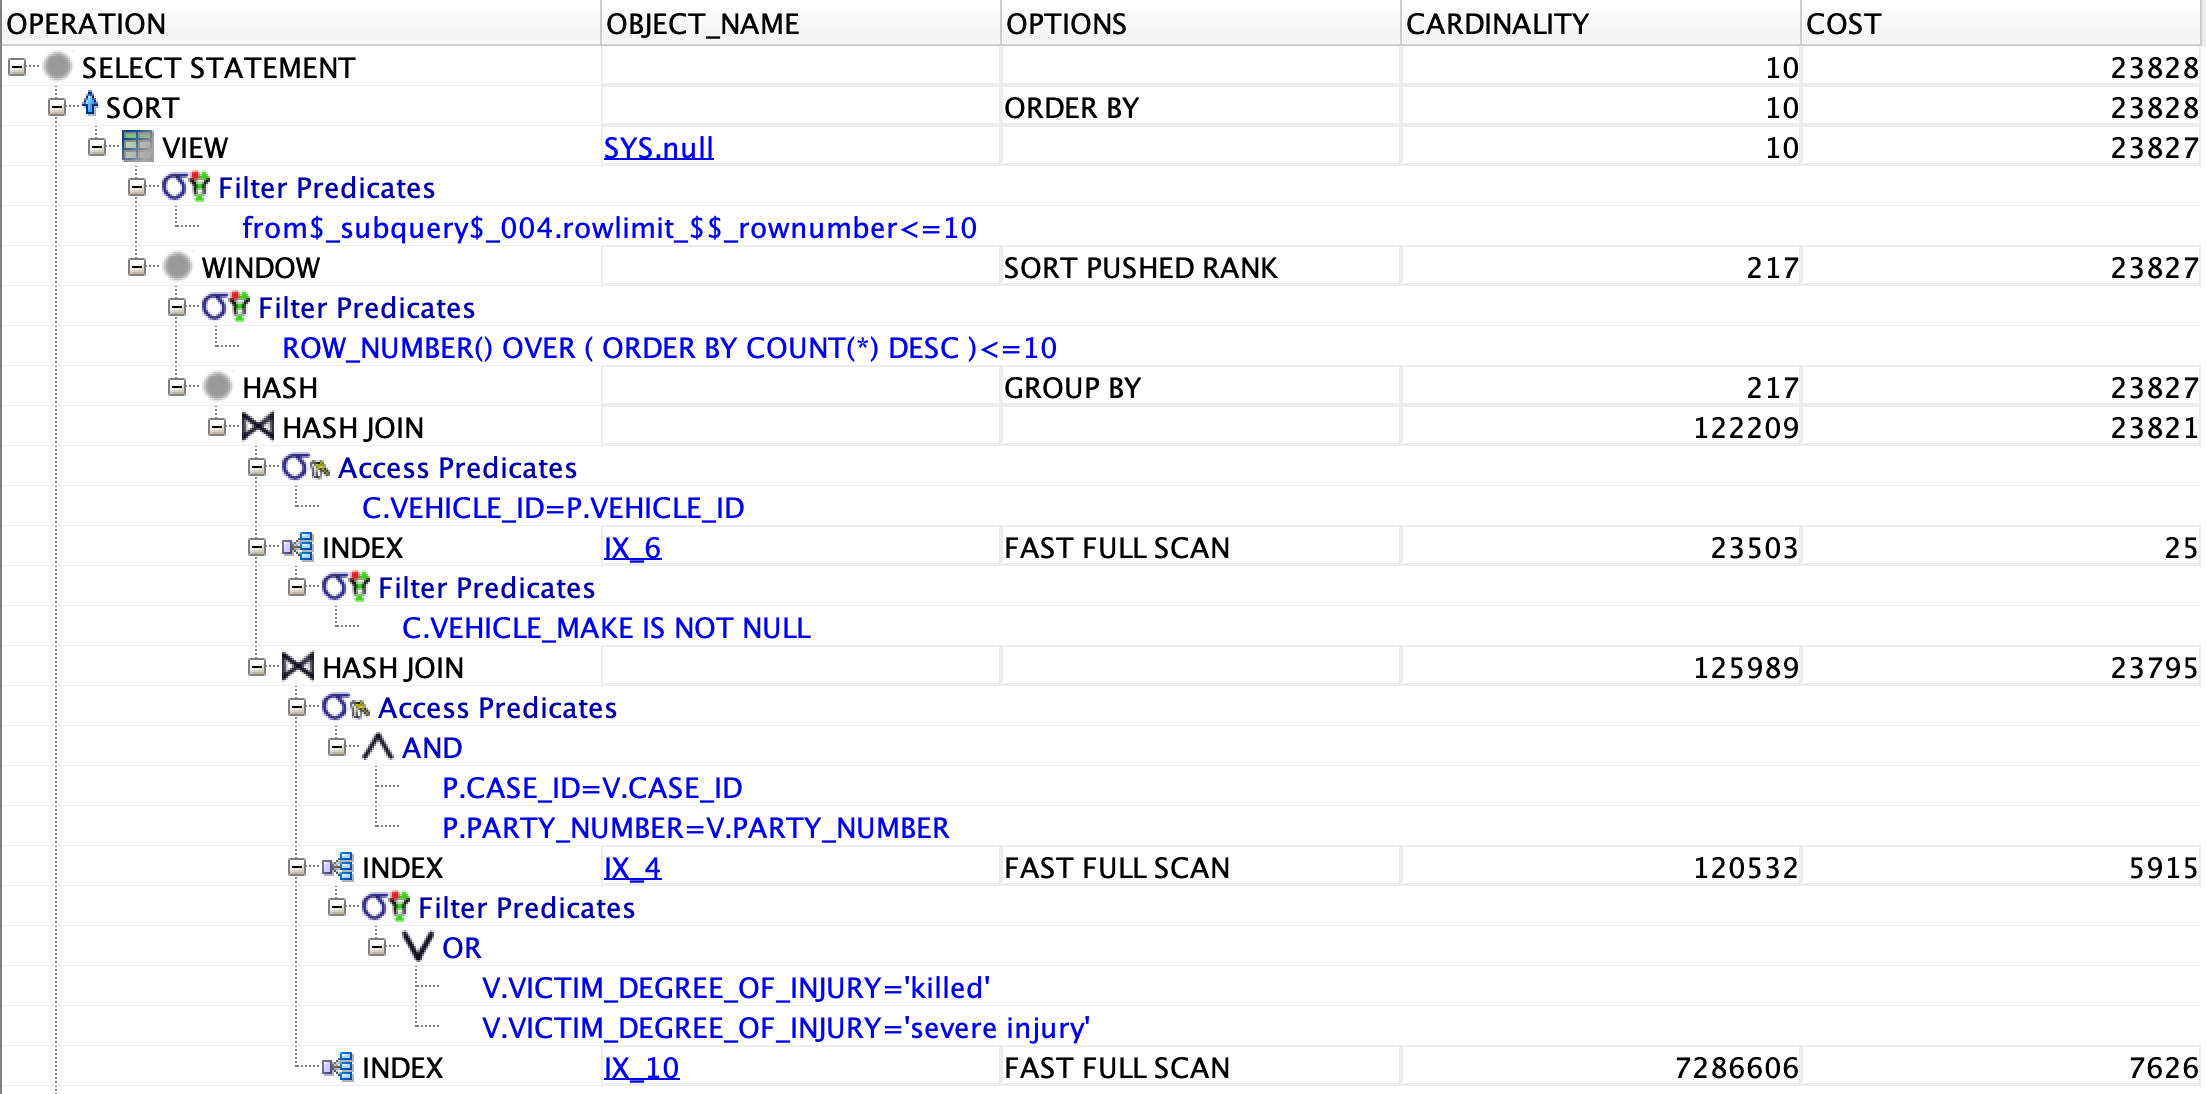 OPERATION OBJECT_NAME OPTIONS CARDINALITY COST
SELECT STATEMENT 10 23828
SORT ORDER BY 10 23828
VIEW SYS.null 10 23827
Filter Predicates
from$_subquery$_004.rowlimit_$$_rownumber<=10
WINDOW SORT PUSHED RANK 217 23827
Filter Predicates
ROW_NUMBER() OVER ( ORDER BY COUNT(*) DESC )<=10
HASH GROUP BY 217 23827
HASH JOIN 122209 23821
Access Predicates
C.VEHICLE_ID=P.VEHICLE_ID
INDEX IX_6 FAST FULL SCAN 23503 25
Filter Predicates
C.VEHICLE_MAKE IS NOT NULL
HASH JOIN 125989 23795
Access Predicates
AND
P.CASE_ID=V.CASE_ID
P.PARTY_NUMBER=V.PARTY_NUMBER
INDEX IX_4 FAST FULL SCAN 120532 5915
Filter Predicates
OR
V.VICTIM_DEGREE_OF_INJURY='killed'
V.VICTIM_DEGREE_OF_INJURY='severe injury'
INDEX IX_10 FAST FULL SCAN 7286606 7626